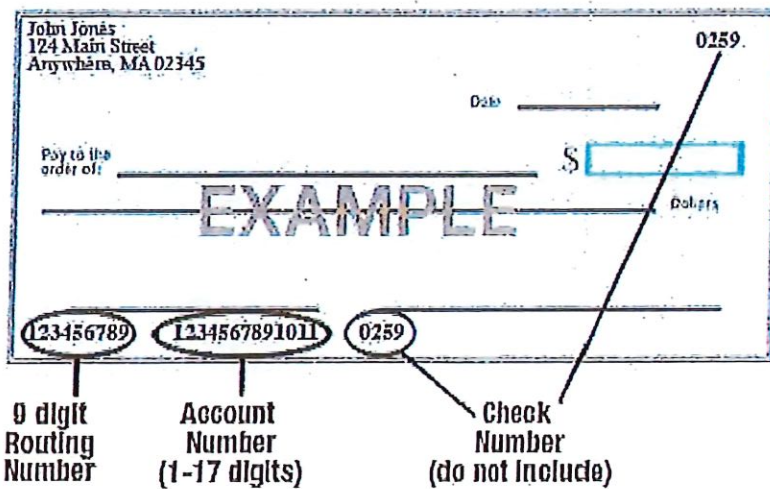 John Jones
124 Main Street
Anywhere, MA 02345
0259
Date
Pay to the
order of:
$
EXAMPLE
Dollars
123456789
1234567891011
0259
9 digit
Routing
Number
Account
Number
(1-17 digits)
Check
Number
(do not include)